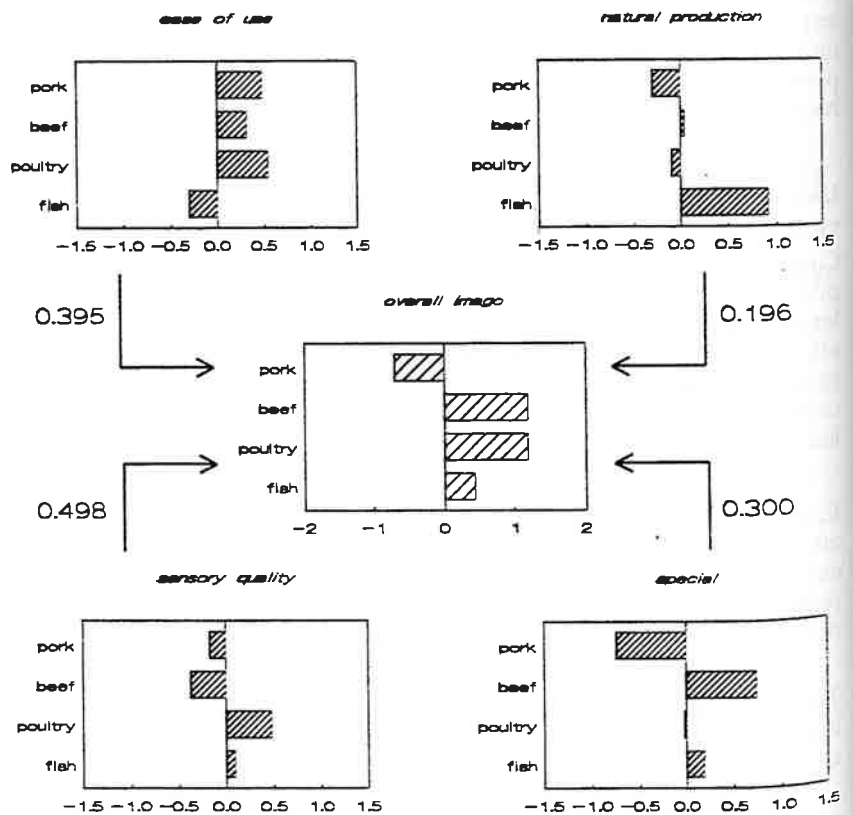 ease of use
natural production
pork
beef
poultry
fish
-1.5 -1.0 -0.5 0.0 0.5 1.0 1.5
pork
beef
poultry
fish
-1.5 -1.0 -0.5 0.0 0.5 1.0 1.5
0.395
overall imago
0.196
pork
beef
poultry
fish
-2 -1 0 1 2
0.498
0.300
sensory quality
special
pork
beef
poultry
fish
-1.5 -1.0 -0.5 0.0 0.5 1.0 1.5
pork
beef
poultry
fish
-1.5 -1.0 -0.5 0.0 0.5 1.0 1.5